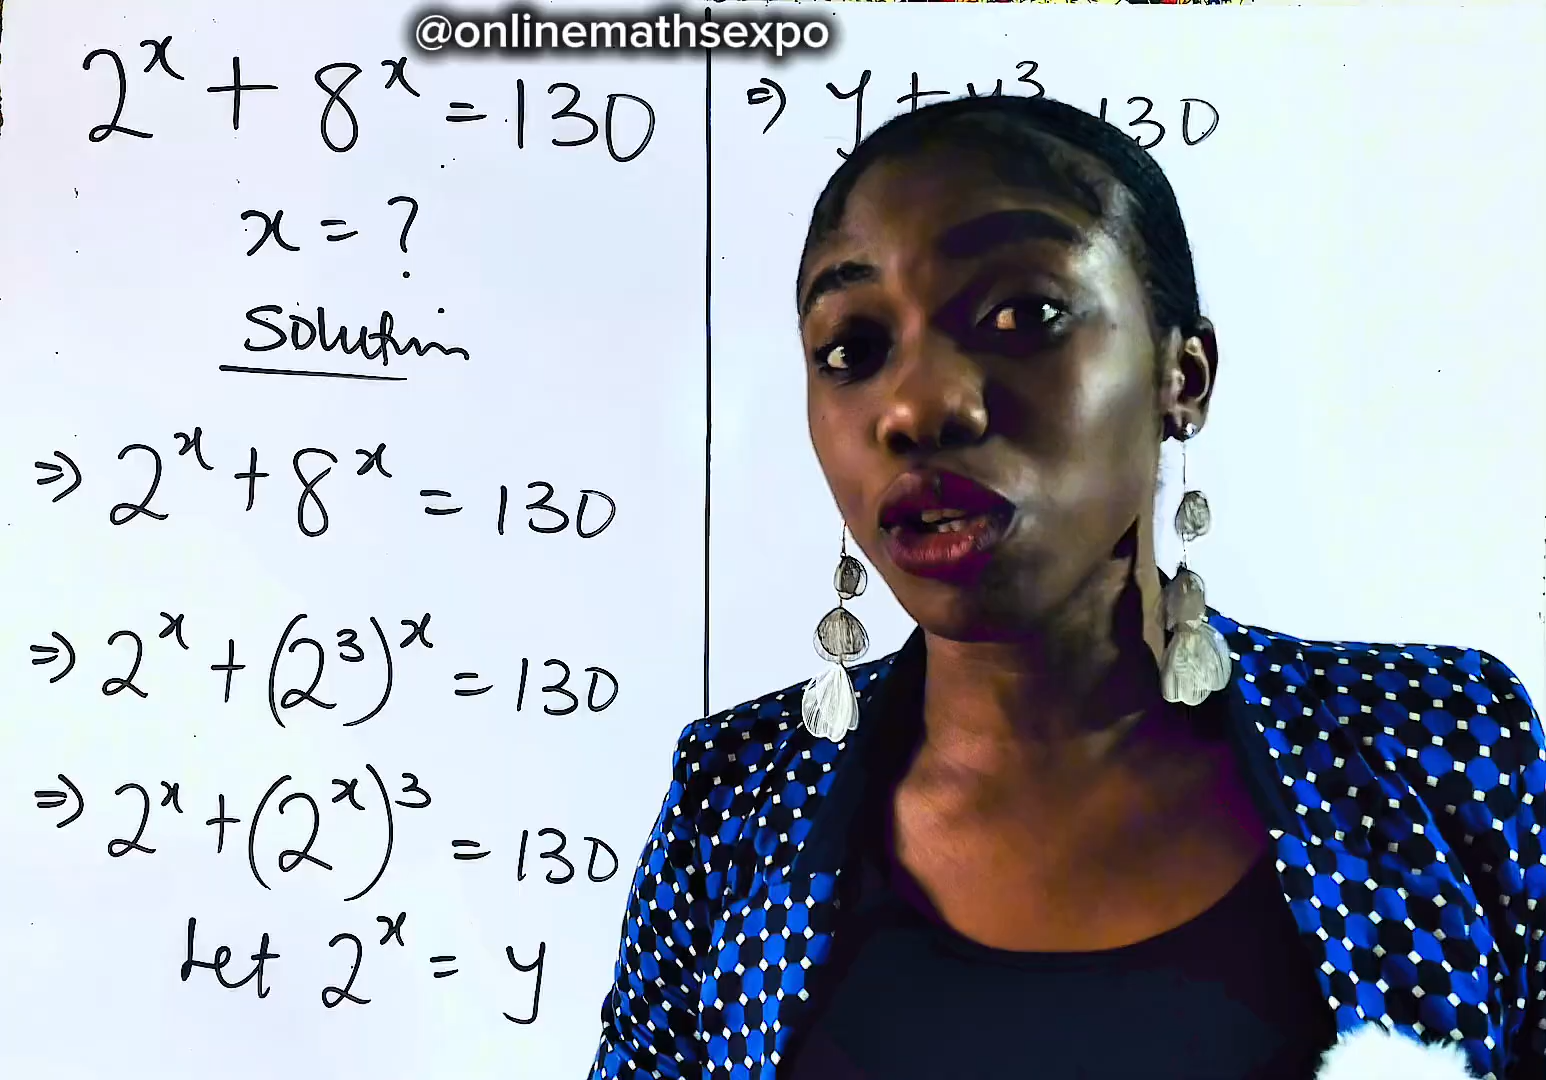 @onlinemathsexpo
2^x + 8^x = 130
x = ?
Solution
⇒ 2^x + 8^x = 130
⇒ 2^x + (2^3)^x = 130
⇒ 2^x + (2^x)^3 = 130
Let 2^x = y
⇒ y + y^3 130